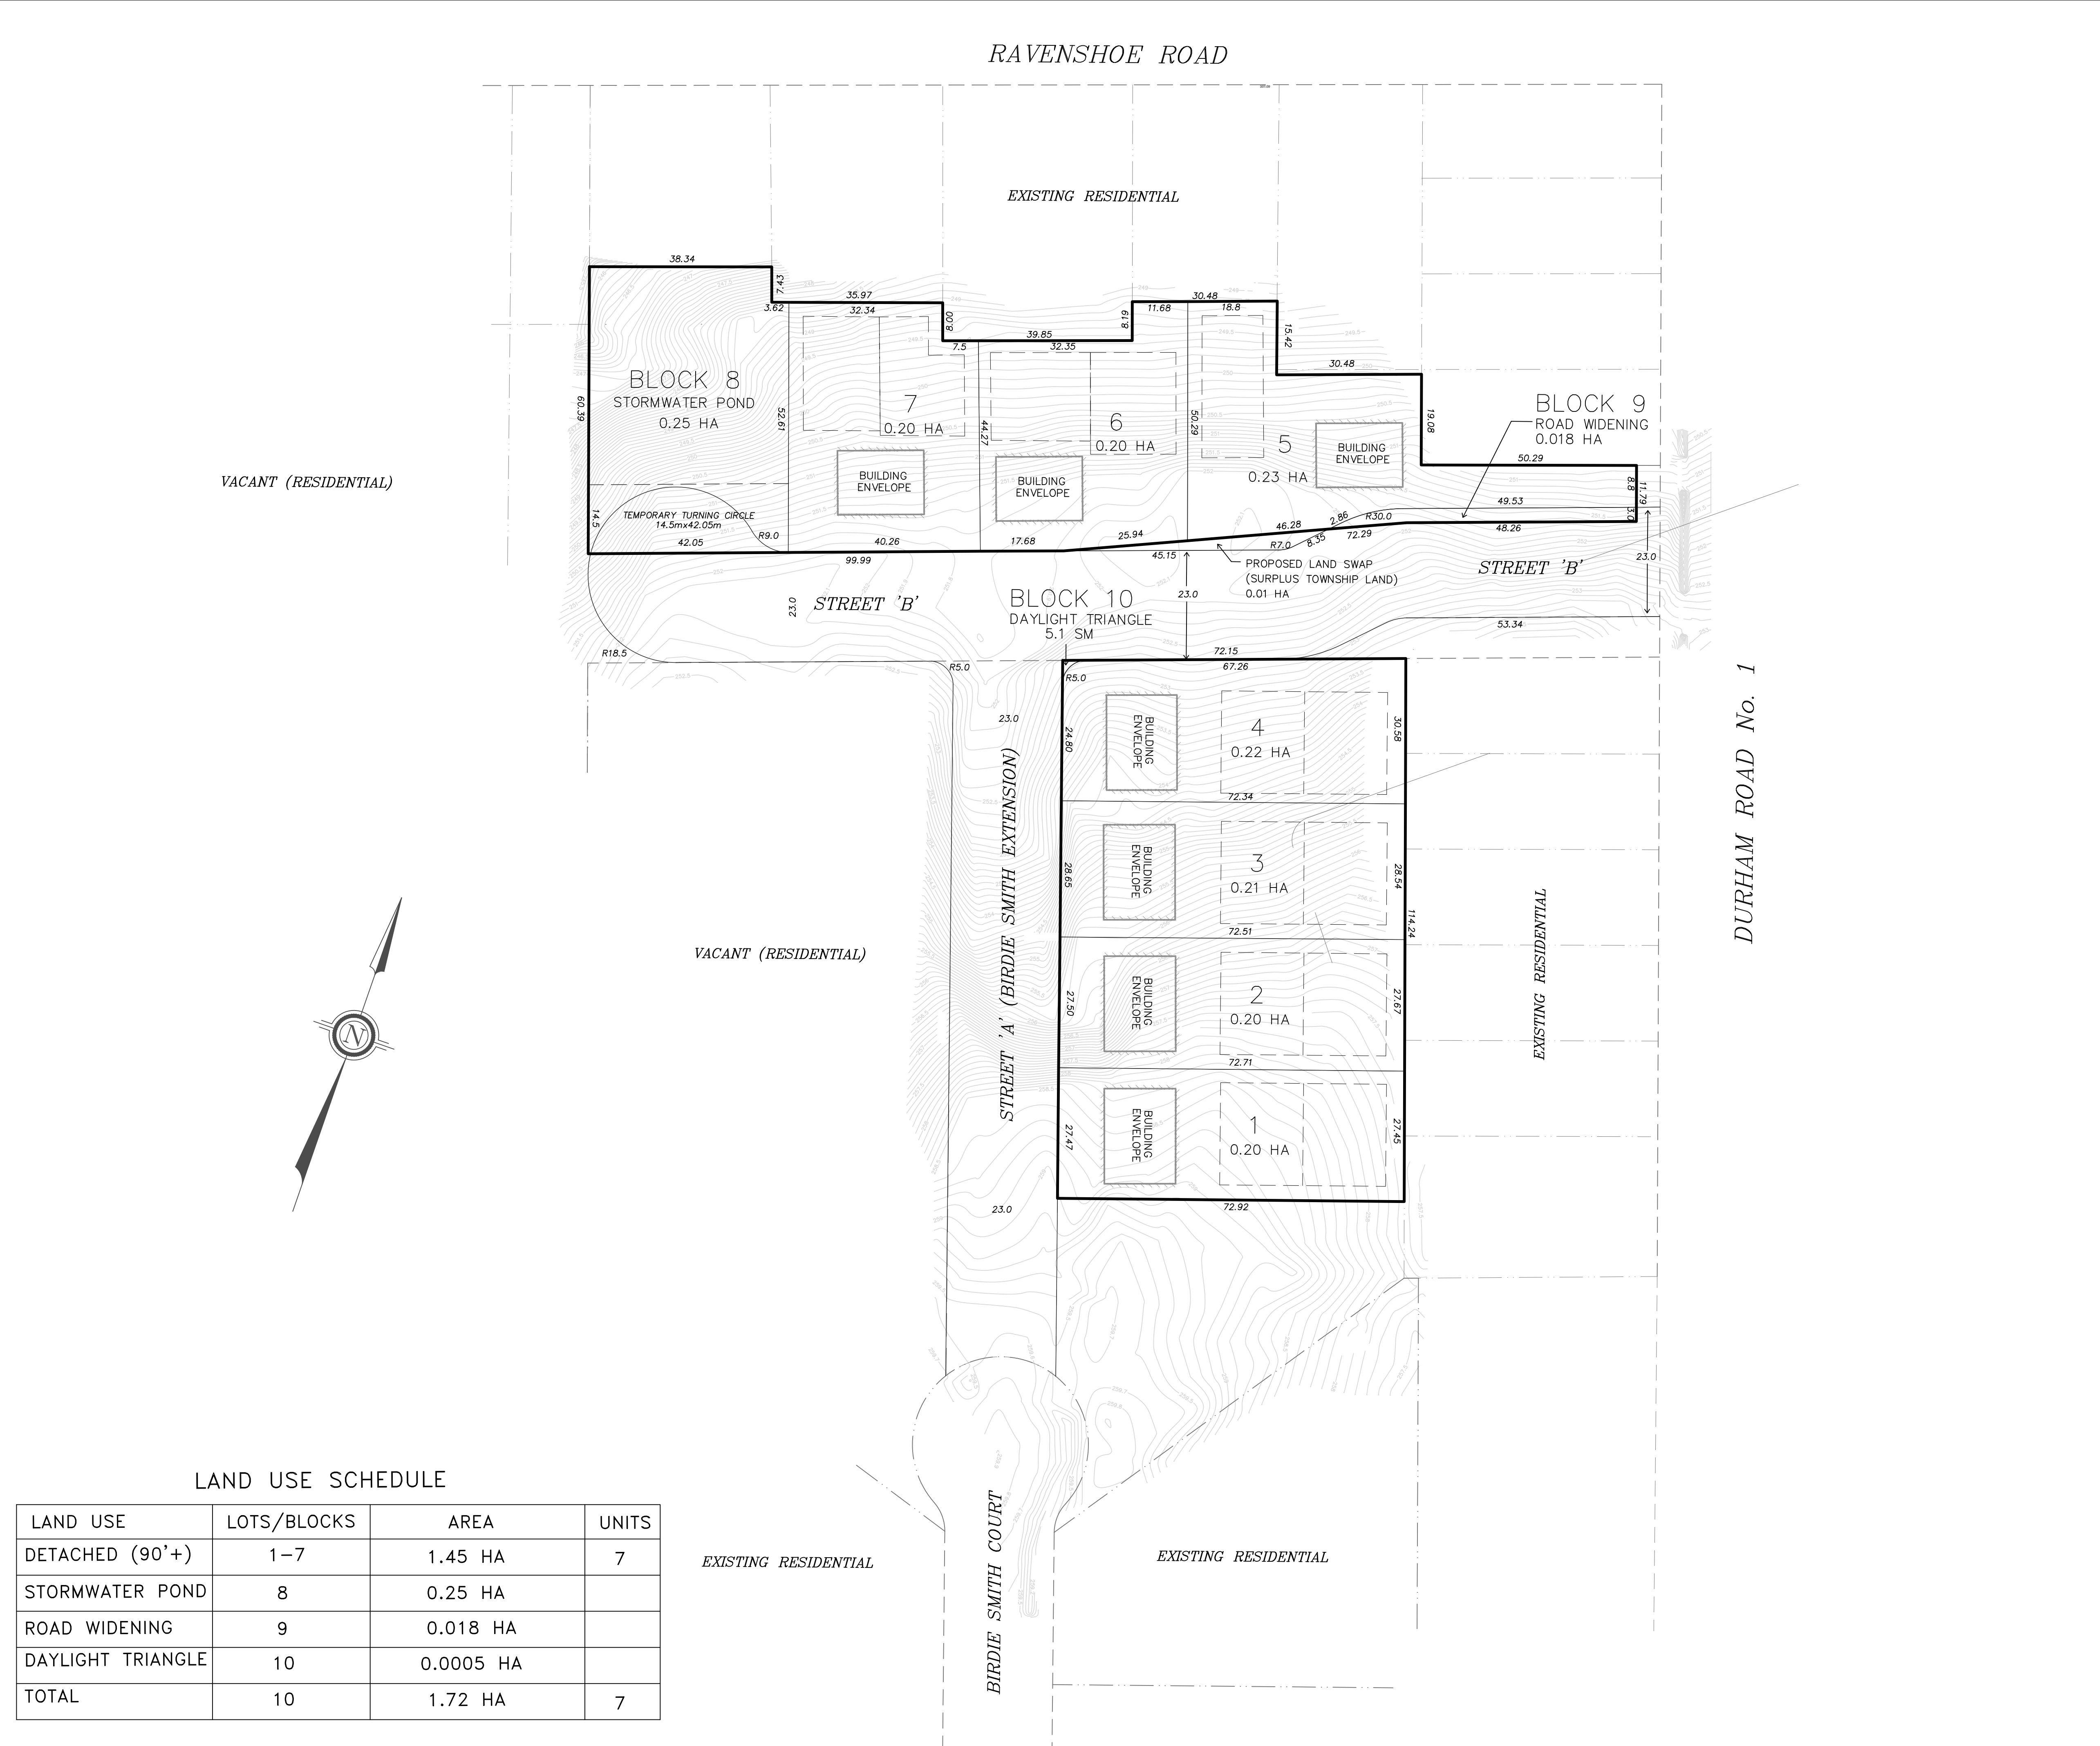 RAVENSHOE ROAD
EXISTING RESIDENTIAL
38.34
7.43
35.97
3.62
32.34
8.00
39.85
7.5
32.35
8.19
30.48
11.68
18.8
15.42
30.48
19.08
BLOCK 9
ROAD WIDENING
0.018 HA
50.29
8.8
11.79
3.0
49.53
48.26
BLOCK 8
STORMWATER POND
0.25 HA
60.39
52.61
7
0.20 HA
44.27
6
0.20 HA
50.29
5
0.23 HA
BUILDING
ENVELOPE
BUILDING
ENVELOPE
BUILDING
ENVELOPE
VACANT (RESIDENTIAL)
14.5
TEMPORARY TURNING CIRCLE
14.5mx42.05m
R9.0
42.05
40.26
17.68
25.94
46.28
2.86
R30.0
99.99
45.15
R7.0
8.35
72.29
PROPOSED LAND SWAP
(SURPLUS TOWNSHIP LAND)
0.01 HA
STREET 'B'
23.0
23.0
STREET 'B'
23.0
BLOCK 10
DAYLIGHT TRIANGLE
5.1 SM
53.34
R18.5
R5.0
72.15
67.26
R5.0
23.0
24.80
BUILDING
ENVELOPE
4
0.22 HA
30.58
72.34
28.65
BUILDING
ENVELOPE
3
0.21 HA
28.54
114.24
72.51
27.50
BUILDING
ENVELOPE
2
0.20 HA
27.67
72.71
27.47
BUILDING
ENVELOPE
1
0.20 HA
27.45
72.92
23.0
STREET 'A' (BIRDIE SMITH EXTENSION)
VACANT (RESIDENTIAL)
EXISTING RESIDENTIAL
DURHAM ROAD No. 1
N
BIRDIE SMITH COURT
EXISTING RESIDENTIAL
EXISTING RESIDENTIAL
LAND USE SCHEDULE
LAND USE LOTS/BLOCKS AREA UNITS
DETACHED (90'+) 1-7 1.45 HA 7
STORMWATER POND 8 0.25 HA
ROAD WIDENING 9 0.018 HA
DAYLIGHT TRIANGLE 10 0.0005 HA
TOTAL 10 1.72 HA 7